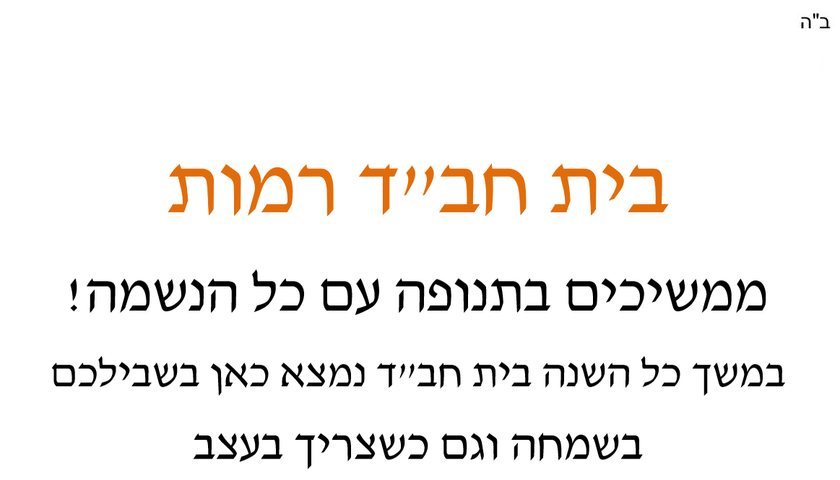 ב"ה
בית חב״ד רמות
ממשיכים בתנופה עם כל הנשמה!
במשך כל השנה בית חב״ד נמצא כאן בשבילכם
בשמחה וגם כשצריך בעצב